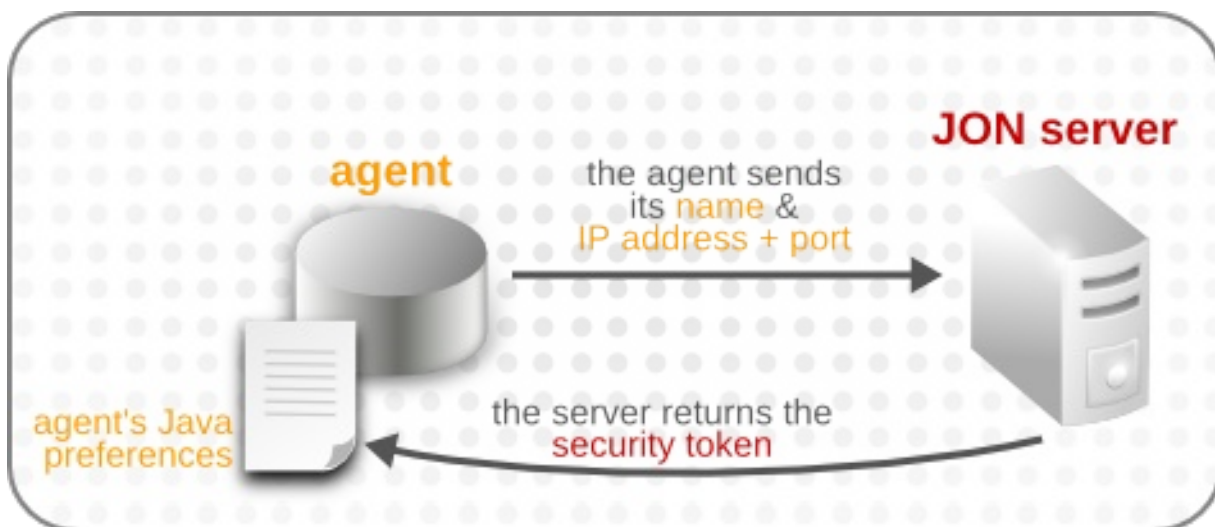 JON server
agent
the agent sends
its name &
IP address + port
the server returns the
security token
agent's Java
preferences